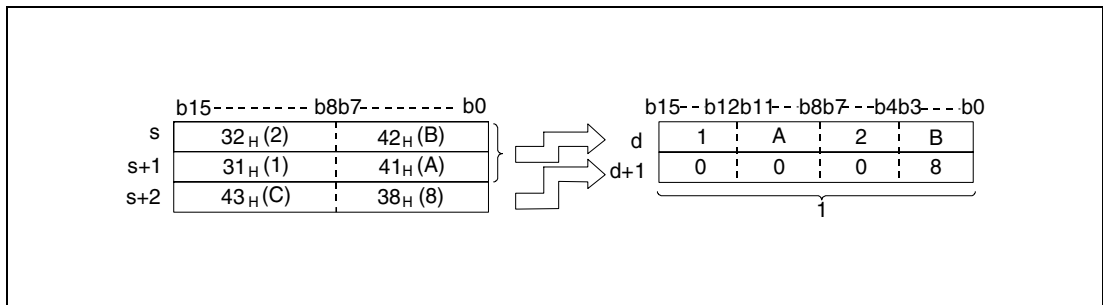 b15-------- b8b7--------- b0 b15--- b12b11--- b8b7 --- b4b3---- b0
s 32H (2) 42H (B) d 1 A 2 B
s+1 31H (1) 41H (A) d+1 0 0 0 8
s+2 43H (C) 38H (8)
1